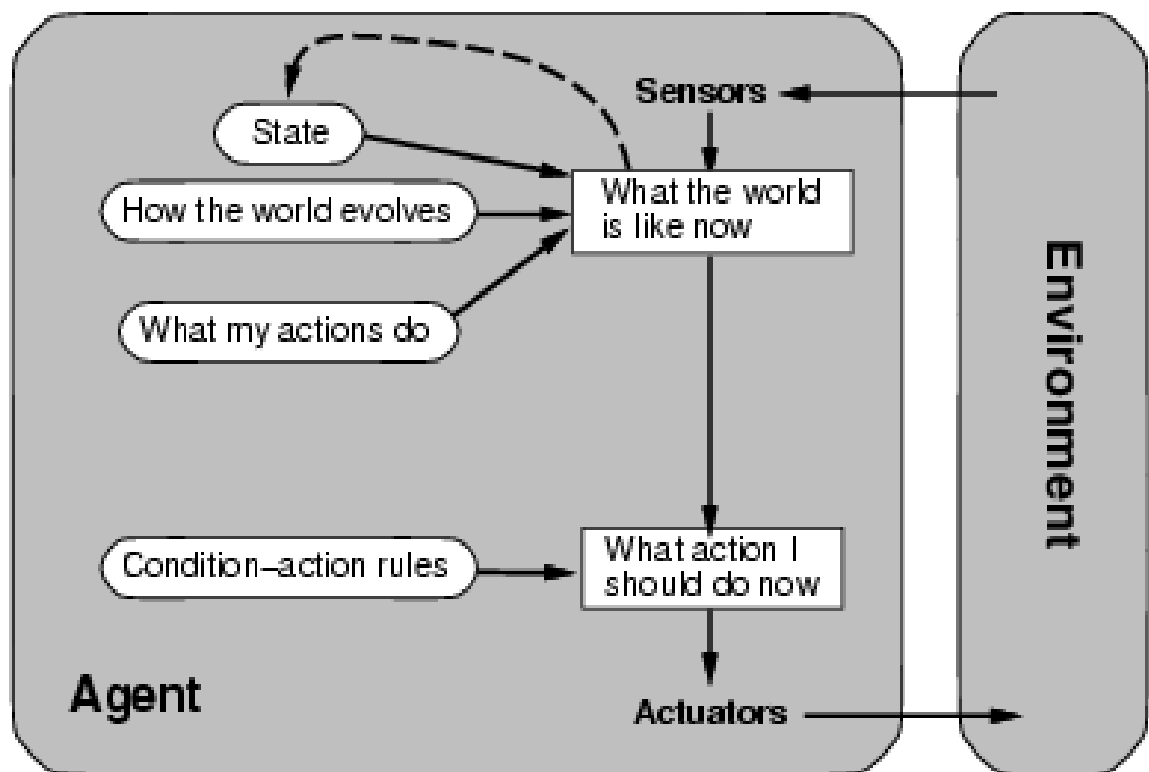 Sensors
State
What the world
is like now
How the world evolves
What my actions do
Condition–action rules
What action I
should do now
Agent
Actuators
Environment